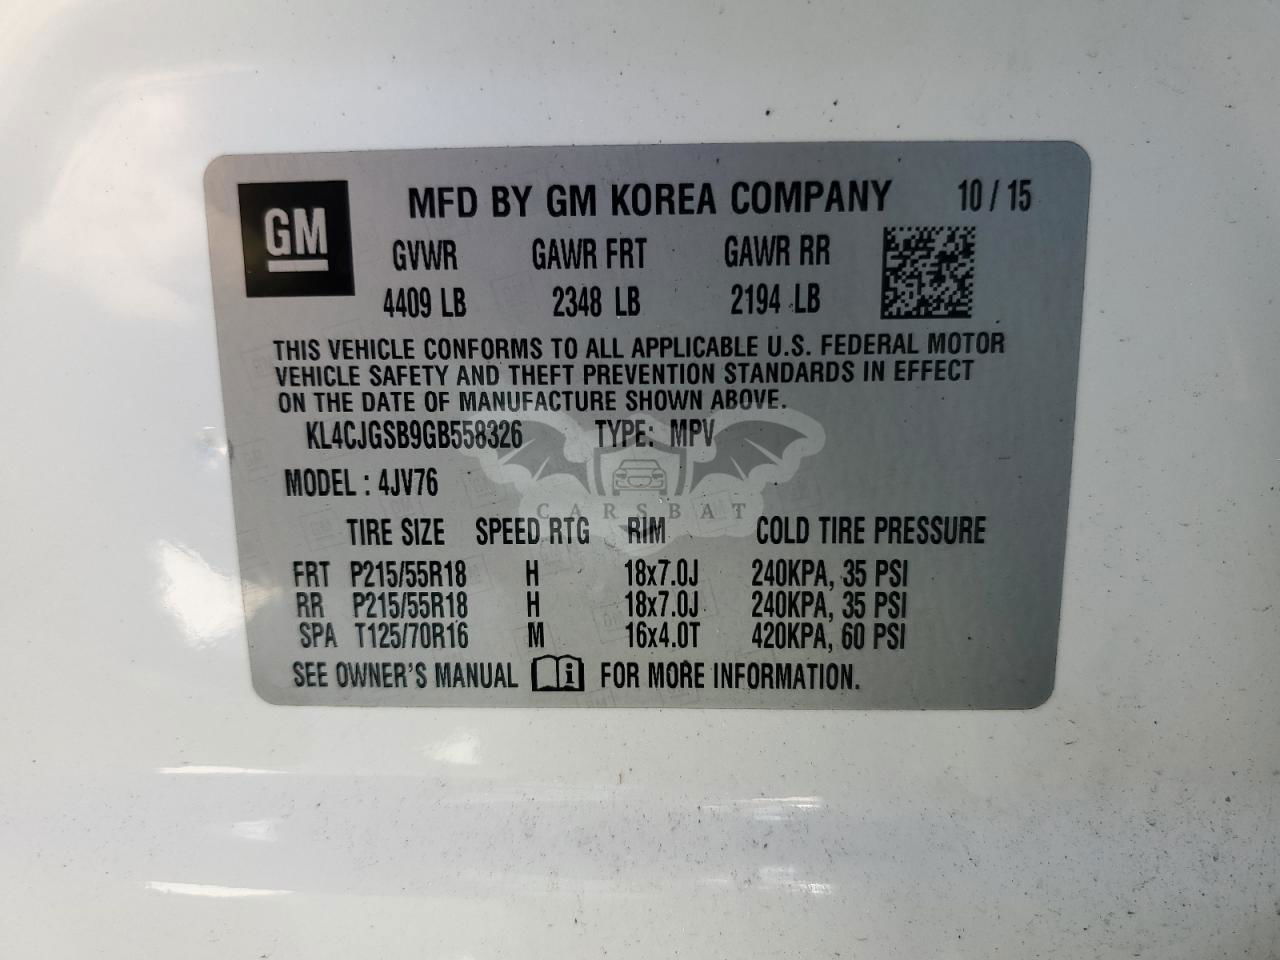 GM
MFD BY GM KOREA COMPANY 10 / 15
GVWR GAWR FRT GAWR RR
4409 LB 2348 LB 2194 LB
THIS VEHICLE CONFORMS TO ALL APPLICABLE U.S. FEDERAL MOTOR
VEHICLE SAFETY AND THEFT PREVENTION STANDARDS IN EFFECT
ON THE DATE OF MANUFACTURE SHOWN ABOVE.
KL4CJGSB9GB558326 TYPE: MPV
MODEL : 4JV76
CARSBAT
TIRE SIZE SPEED RTG RIM COLD TIRE PRESSURE
FRT P215/55R18 H 18x7.0J 240KPA, 35 PSI
RR P215/55R18 H 18x7.0J 240KPA, 35 PSI
SPA T125/70R16 M 16x4.0T 420KPA, 60 PSI
SEE OWNER'S MANUAL i FOR MORE INFORMATION.